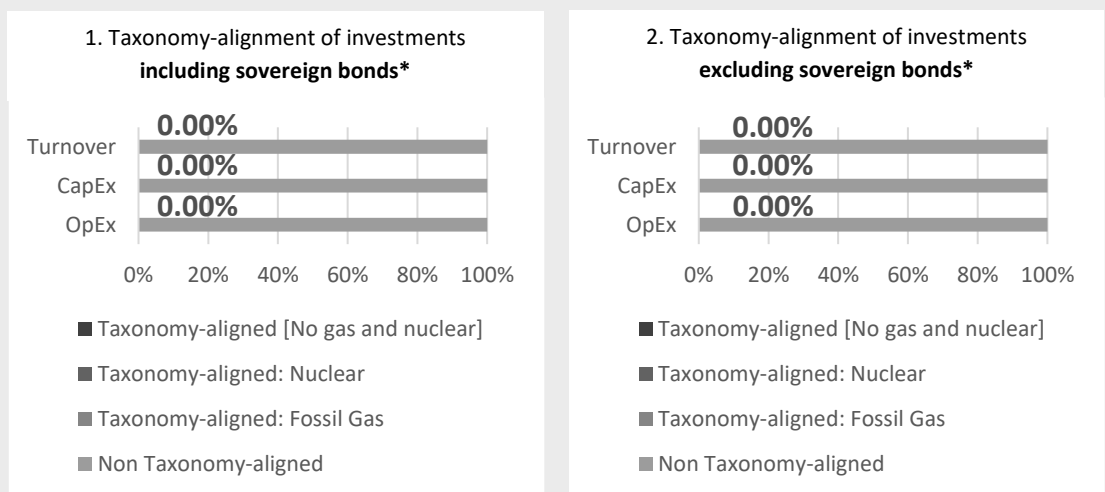 1. Taxonomy-alignment of investments
including sovereign bonds*
0.00%
Turnover
0.00%
CapEx
0.00%
OpEx
0% 20% 40% 60% 80% 100%
Taxonomy-aligned [No gas and nuclear]
Taxonomy-aligned: Nuclear
Taxonomy-aligned: Fossil Gas
Non Taxonomy-aligned
2. Taxonomy-alignment of investments
excluding sovereign bonds*
0.00%
Turnover
0.00%
CapEx
0.00%
OpEx
0% 20% 40% 60% 80% 100%
Taxonomy-aligned [No gas and nuclear]
Taxonomy-aligned: Nuclear
Taxonomy-aligned: Fossil Gas
Non Taxonomy-aligned